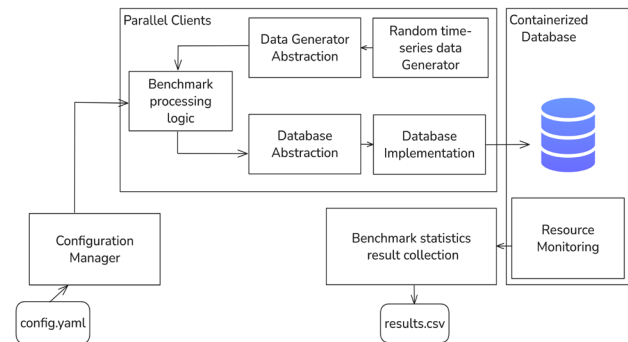 Parallel Clients
Containerized
Database
Data Generator
Abstraction
Random time-
series data
Generator
Benchmark
processing
logic
Database
Abstraction
Database
Implementation
Configuration
Manager
Benchmark statistics
result collection
Resource
Monitoring
config.yaml
results.csv